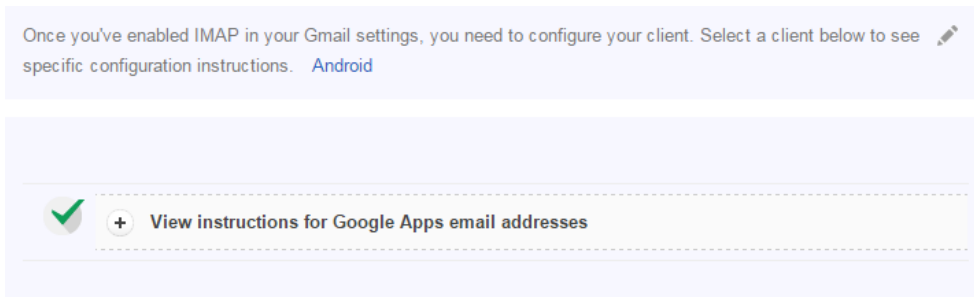 Once you've enabled IMAP in your Gmail settings, you need to configure your client. Select a client below to see
specific configuration instructions. Android
View instructions for Google Apps email addresses